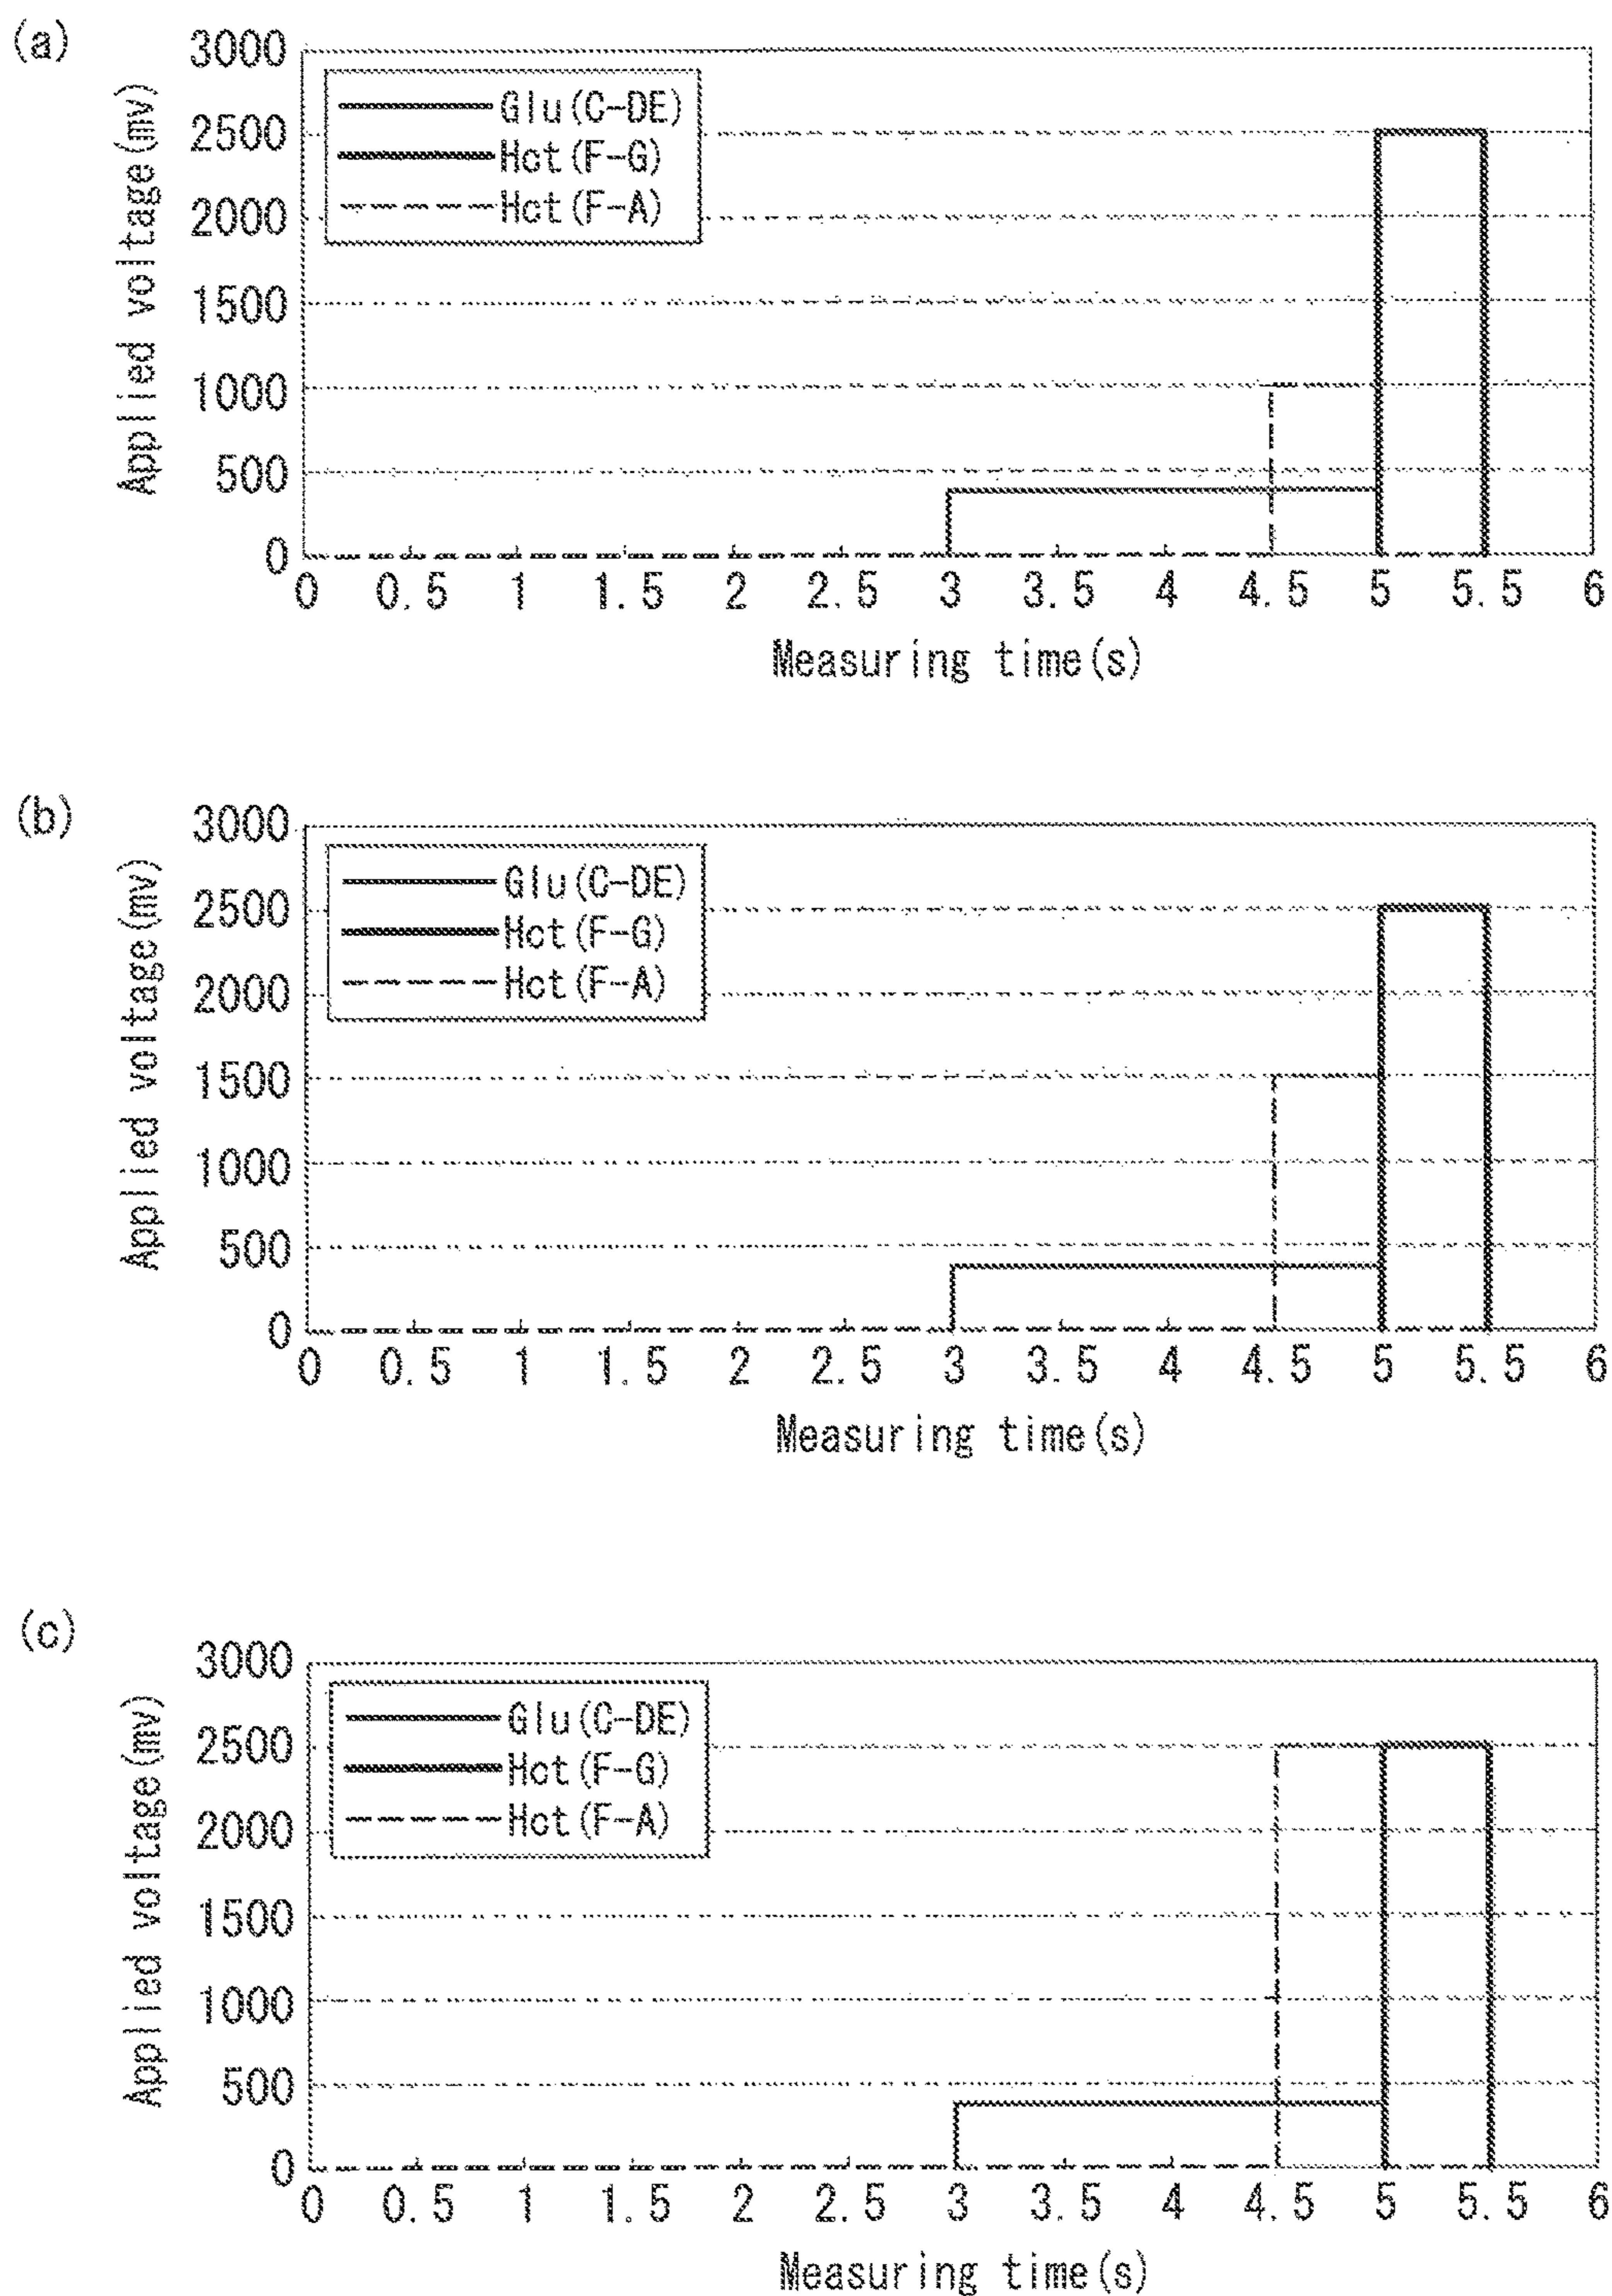 (a)
3000
2500
2000
1500
1000
500
0
Applied voltage(mv)
Glu(C-DE)
Hct(F-G)
Hct(F-A)
0 0.5 1 1.5 2 2.5 3 3.5 4 4.5 5 5.5 6
Measuring time(s)
(b)
3000
2500
2000
1500
1000
500
0
Applied voltage(mv)
Glu(C-DE)
Hct(F-G)
Hct(F-A)
0 0.5 1 1.5 2 2.5 3 3.5 4 4.5 5 5.5 6
Measuring time(s)
(c)
3000
2500
2000
1500
1000
500
0
Applied voltage(mv)
Glu(C-DE)
Hct(F-G)
Hct(F-A)
0 0.5 1 1.5 2 2.5 3 3.5 4 4.5 5 5.5 6
Measuring time(s)